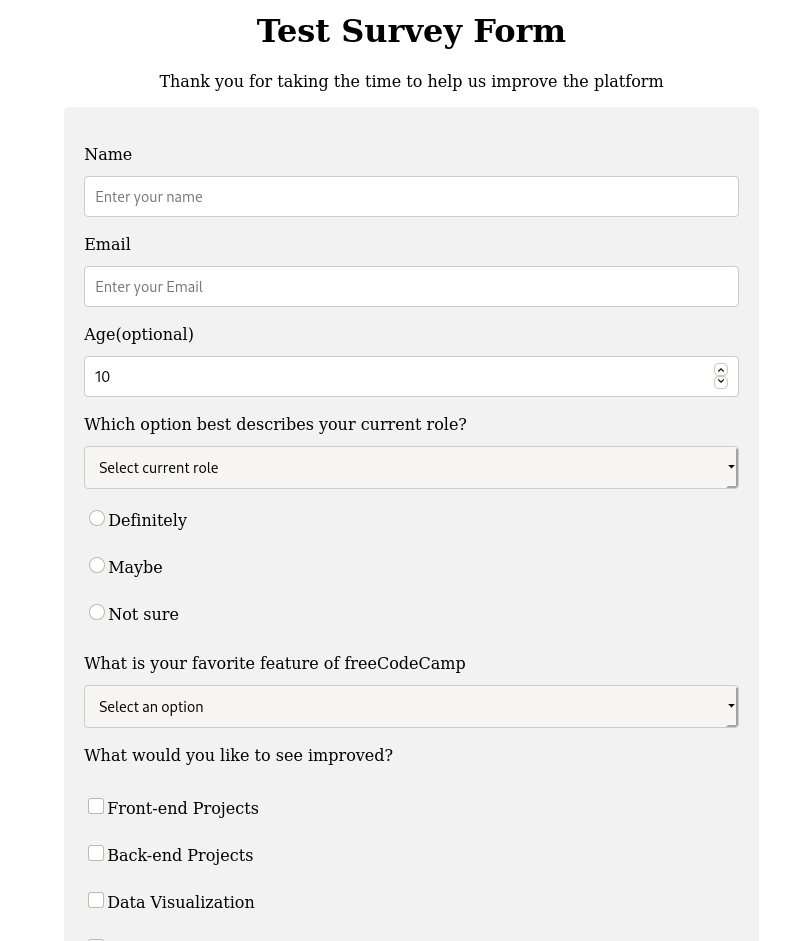 Test Survey Form
Thank you for taking the time to help us improve the platform
Name
Enter your name
Email
Enter your Email
Age(optional)
10
Which option best describes your current role?
Select current role
Definitely
Maybe
Not sure
What is your favorite feature of freeCodeCamp
Select an option
What would you like to see improved?
Front-end Projects
Back-end Projects
Data Visualization